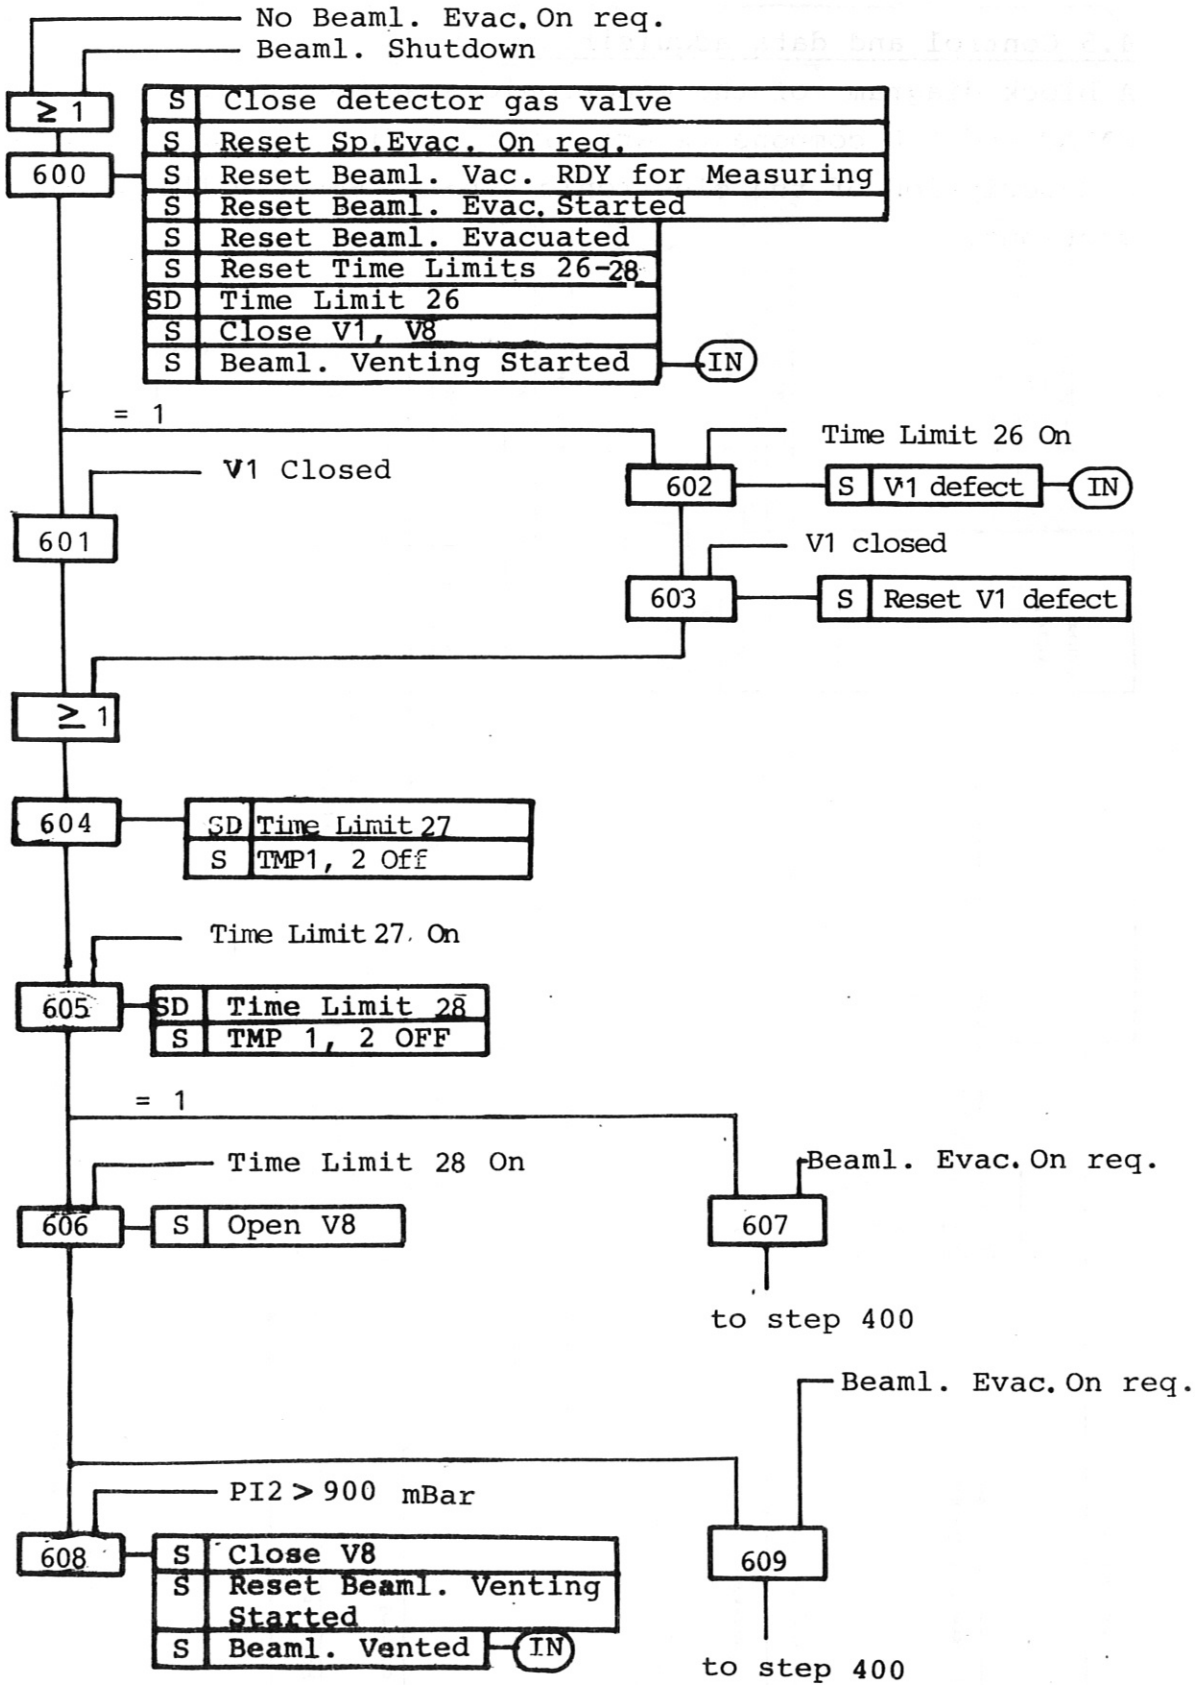 No Beaml. Evac. On req.
Beaml. Shutdown
≥ 1
600
S Close detector gas valve
S Reset Sp.Evac. On req.
S Reset Beaml. Vac. RDY for Measuring
S Reset Beaml. Evac. Started
S Reset Beaml. Evacuated
S Reset Time Limits 26-28
SD Time Limit 26
S Close V1, V8
S Beaml. Venting Started IN
= 1
Time Limit 26 On
V1 Closed
602 S V1 defect IN
601
V1 closed
603 S Reset V1 defect
≥ 1
604 SD Time Limit 27
S TMP1, 2 Off
Time Limit 27 On
605 SD Time Limit 28
S TMP 1, 2 OFF
= 1
Time Limit 28 On
Beaml. Evac. On req.
606 S Open V8
607
to step 400
Beaml. Evac. On req.
PI2 > 900 mBar
608 S Close V8
609
S Reset Beaml. Venting
Started
S Beaml. Vented IN
to step 400